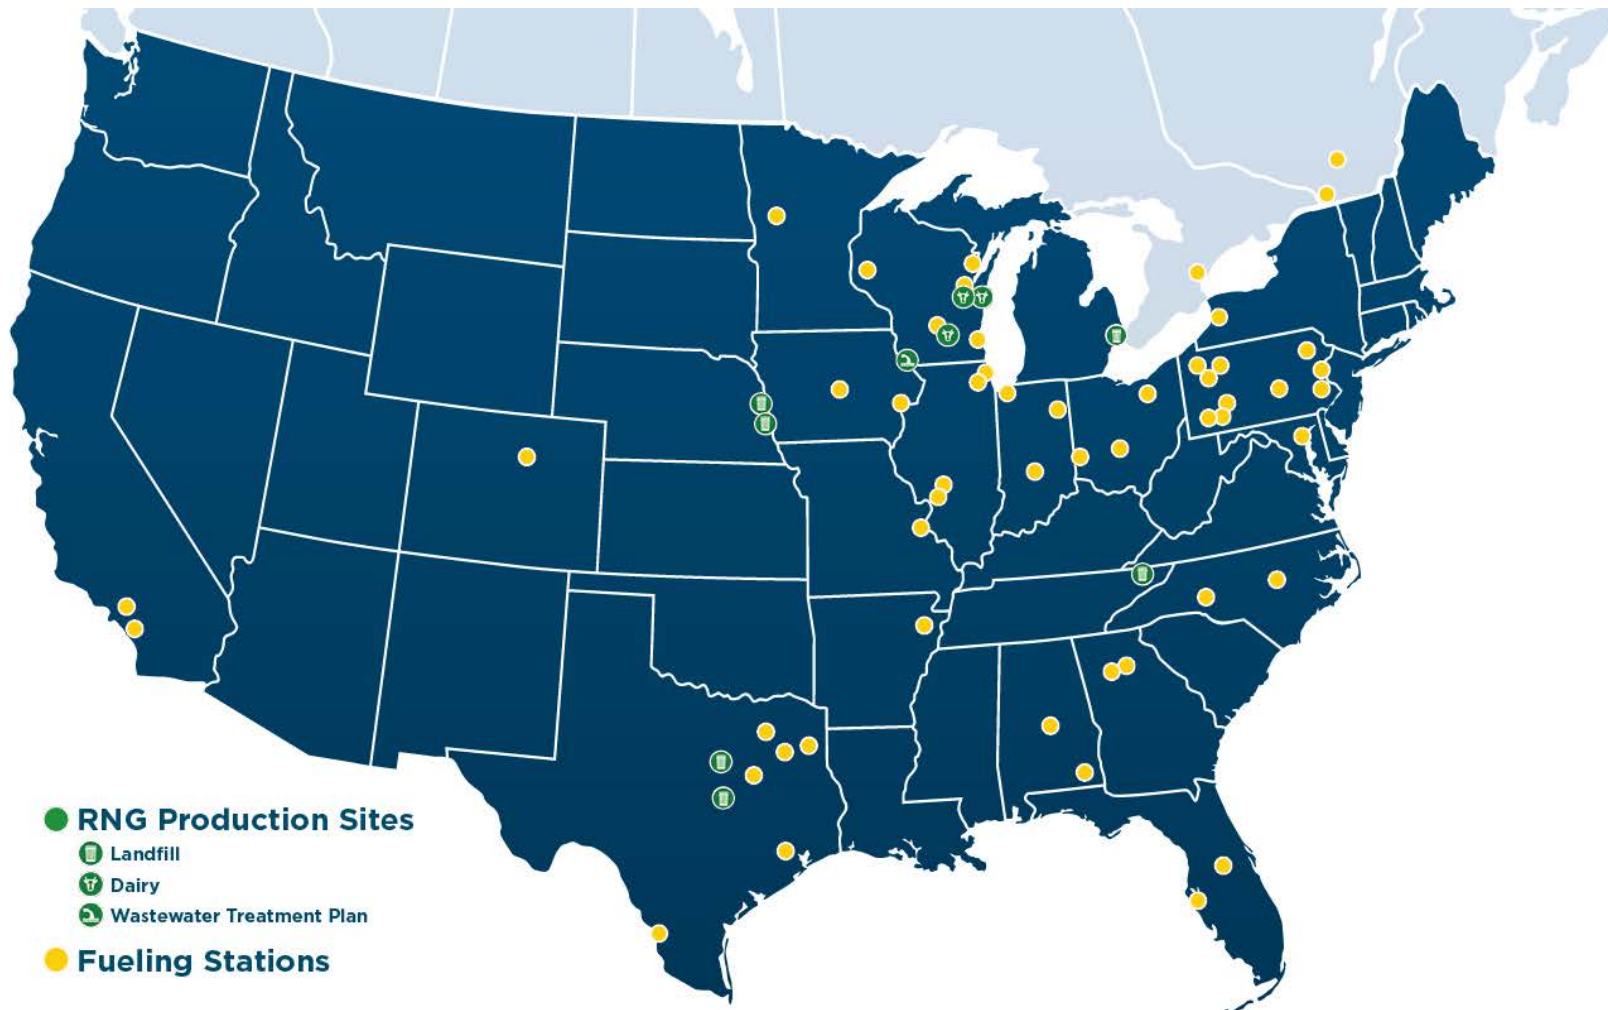 RNG Production Sites
Landfill
Dairy
Wastewater Treatment Plan
Fueling Stations